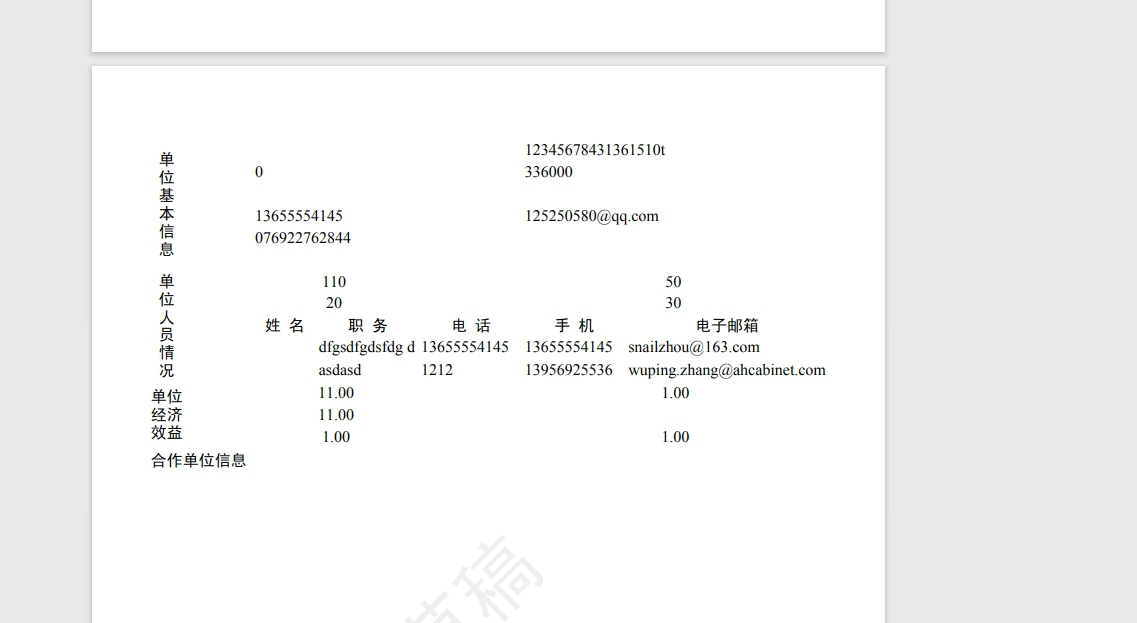 单位基本信息
12345678431361510t
0 336000
13655554145 125250580@qq.com
076922762844
单位人员情况
110 50
20 30
姓 名 职 务 电 话 手 机 电子邮箱
dfgsdfgdsfdg d 13655554145 13655554145 snailzhou@163.com
asdasd 1212 13956925536 wuping.zhang@ahcabinet.com
单位
经济
效益
11.00 1.00
11.00
1.00 1.00
合作单位信息
草稿